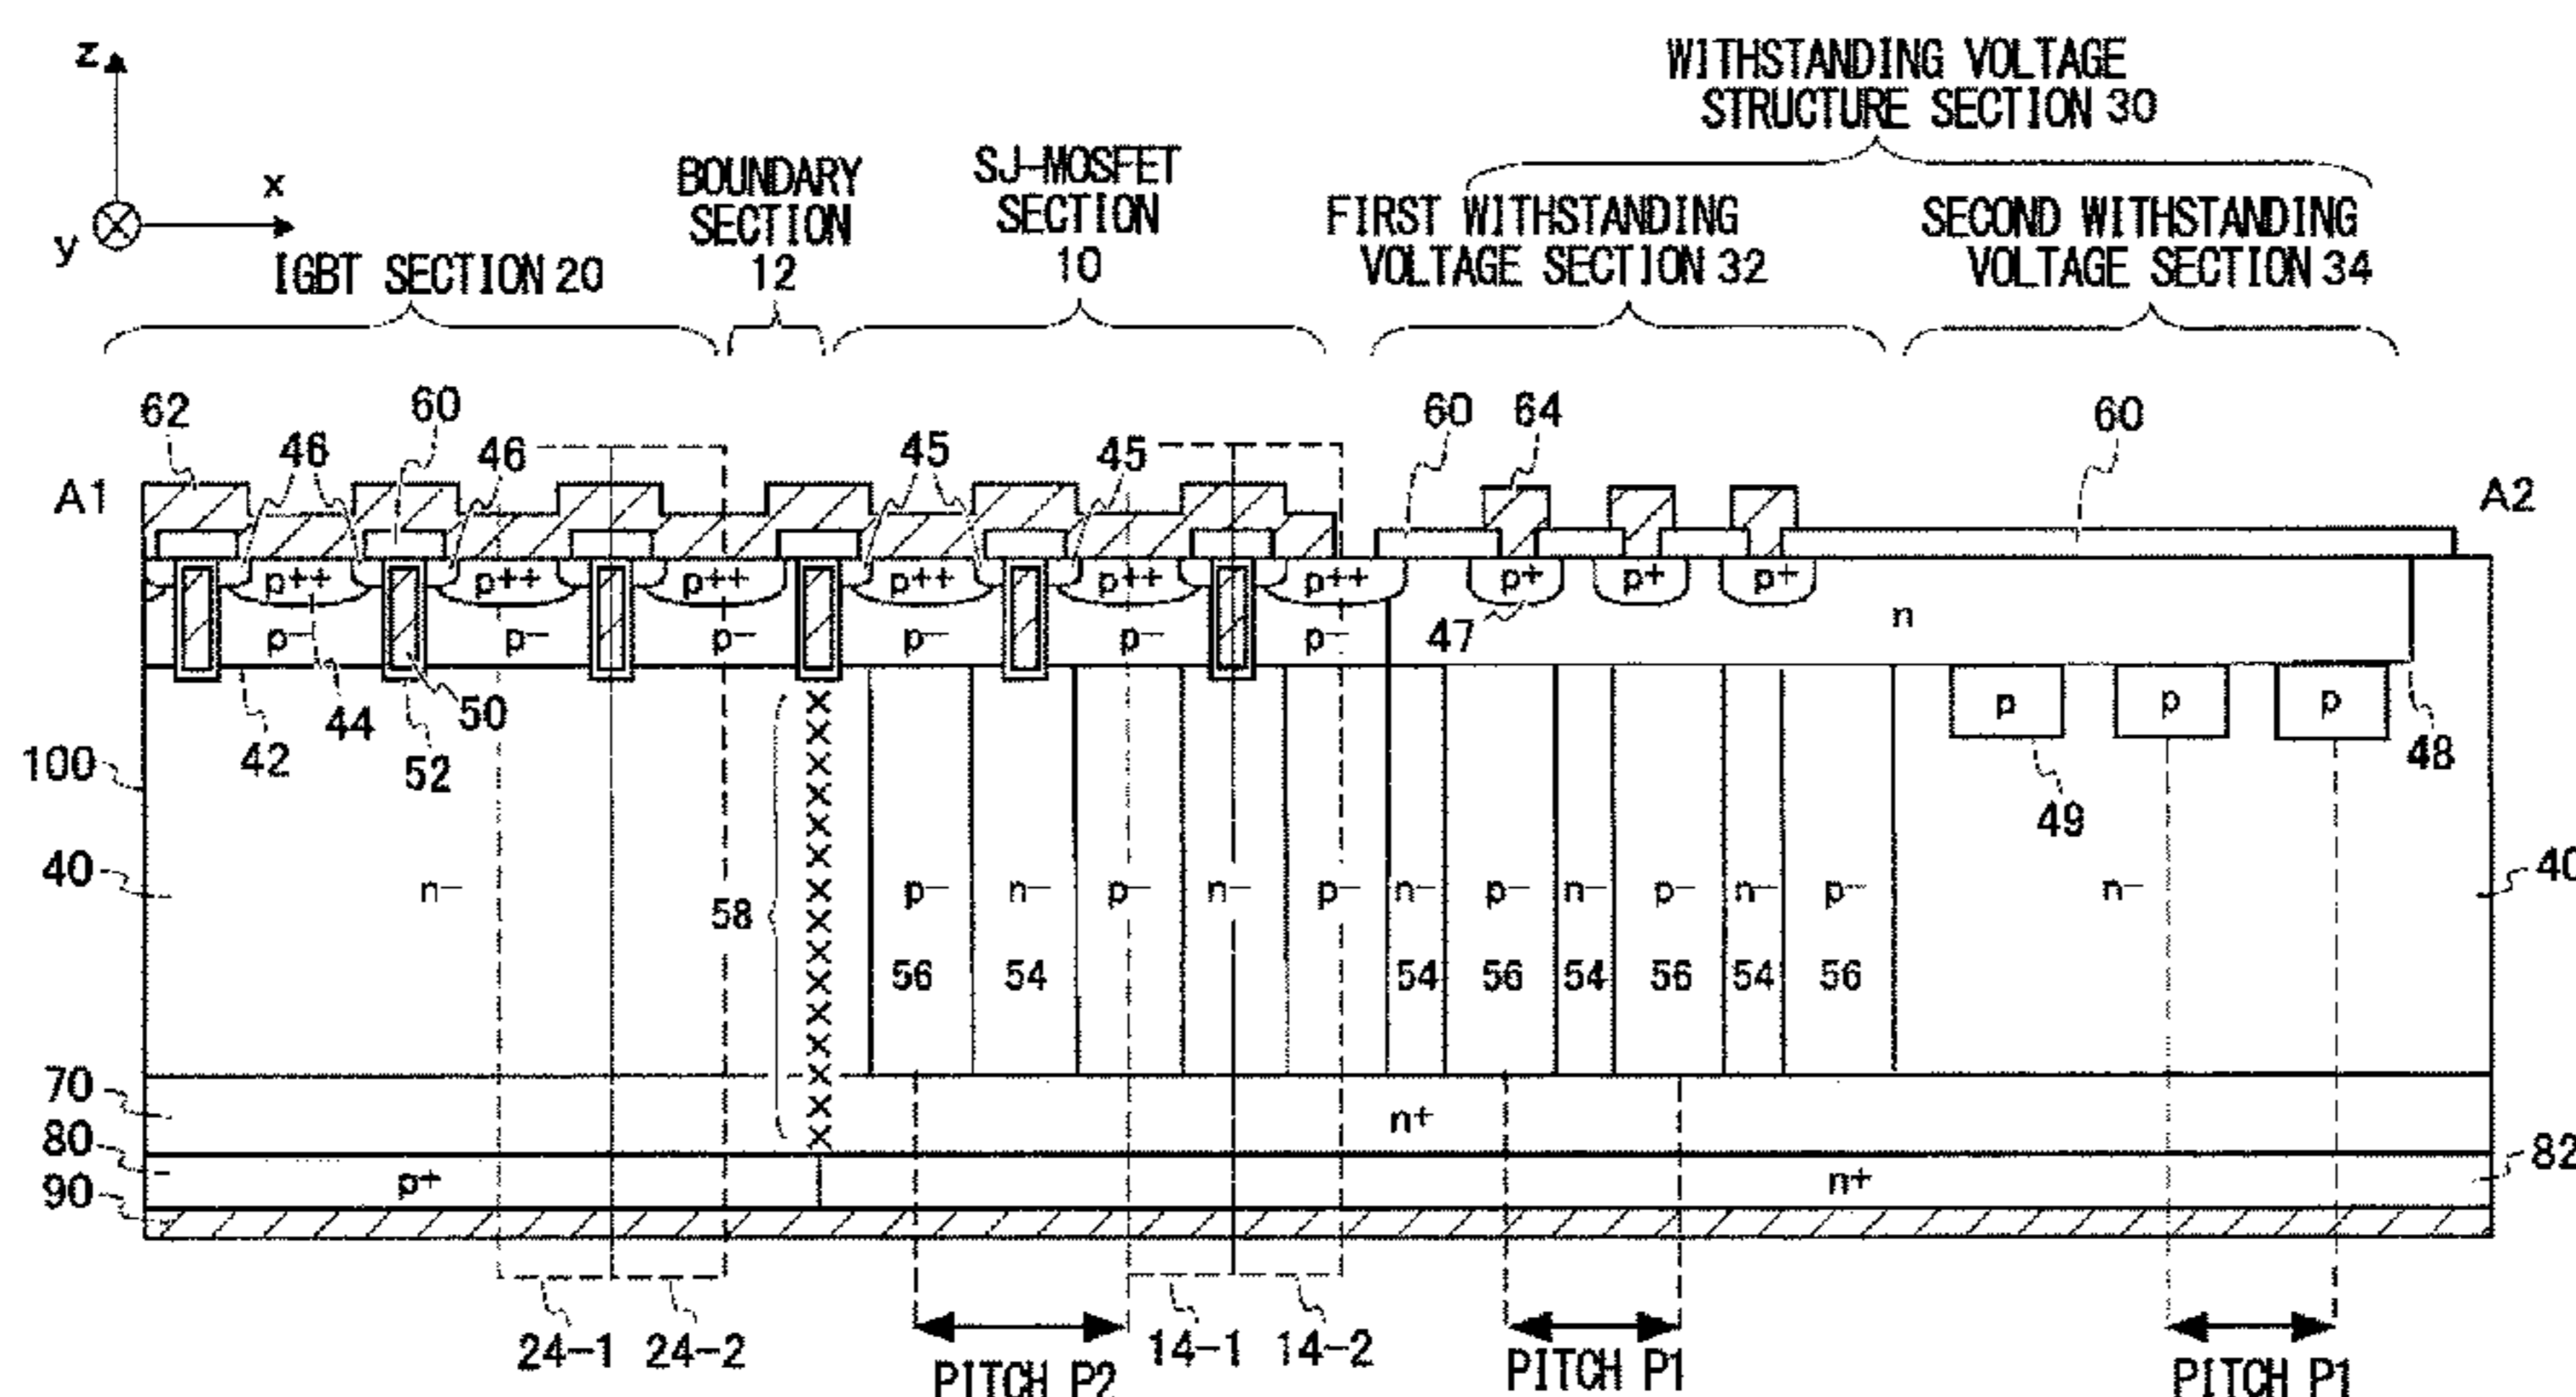 z
x
y
WITHSTANDING VOLTAGE
STRUCTURE SECTION 30
BOUNDARY
SECTION
12
SJ-MOSFET
SECTION
10
FIRST WITHSTANDING
VOLTAGE SECTION 32
SECOND WITHSTANDING
VOLTAGE SECTION 34
IGBT SECTION 20
62 46 60 46 45 45 60 64 60
A1 A2
p++ p++ p++ p++ p++ p++ p+ p+ p+
p- p- p- p- p- p- 47 n
42 44 52 50 p p p
100 49 48
40 n- 58 p- n- p- n- p- n- p- n- p- n- p- n- 40
56 54 54 56 54 56 54 56
70 n+
80 p+ n+ 82
90
24-1 24-2 14-1 14-2
PITCH P2 PITCH P1 PITCH P1